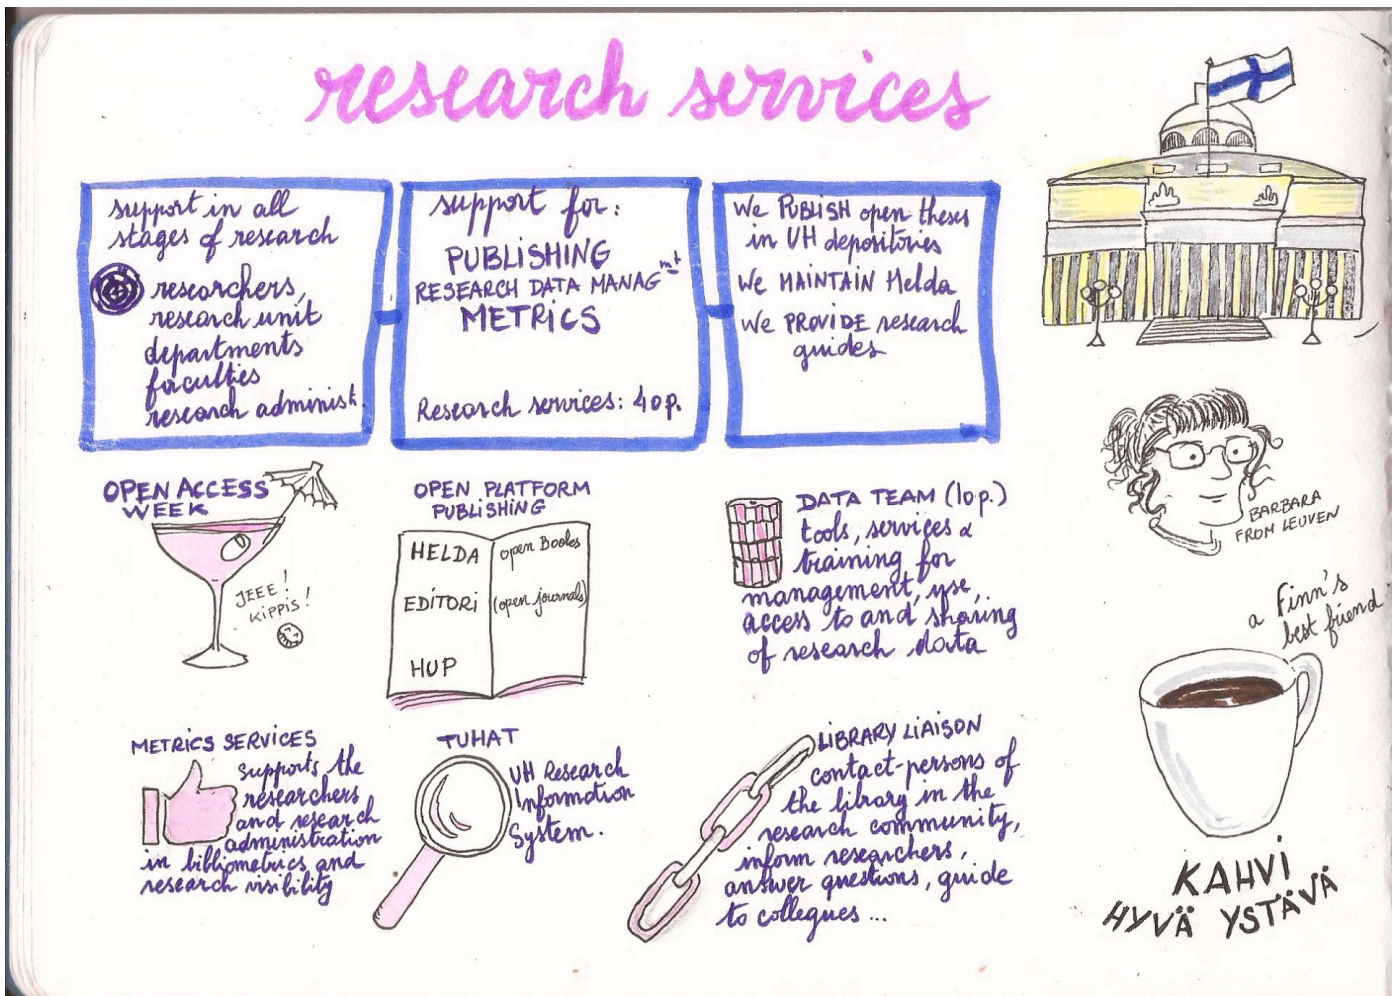 research services
support in all
stages of research
researchers,
research unit
departments
faculties
research administ.
support for:
PUBLISHING
RESEARCH DATA MANAG mt
METRICS
Research services: 40p.
We PUBLISH open theses
in UH depositories
We MAINTAIN Helda
We PROVIDE research
guides
OPEN ACCESS
WEEK
JEEE!
KIPPIS!
OPEN PLATFORM
PUBLISHING
HELDA
EDITORI
HUP
open Books
(open journals)
DATA TEAM (10p.)
tools, services &
training for
management, use,
access to and sharing
of research data
BARBARA
FROM LEUVEN
METRICS SERVICES
supports the
researchers
and research
administration
in bibliometrics and
research visibility
TUHAT
UH Research
Information
System.
LIBRARY LIAISON
contact-persons of
the library in the
research community,
inform researchers,
answer questions, guide
to collegues ...
a Finn's
best friend
KAHVI
HYVÄ YSTÄVÄ